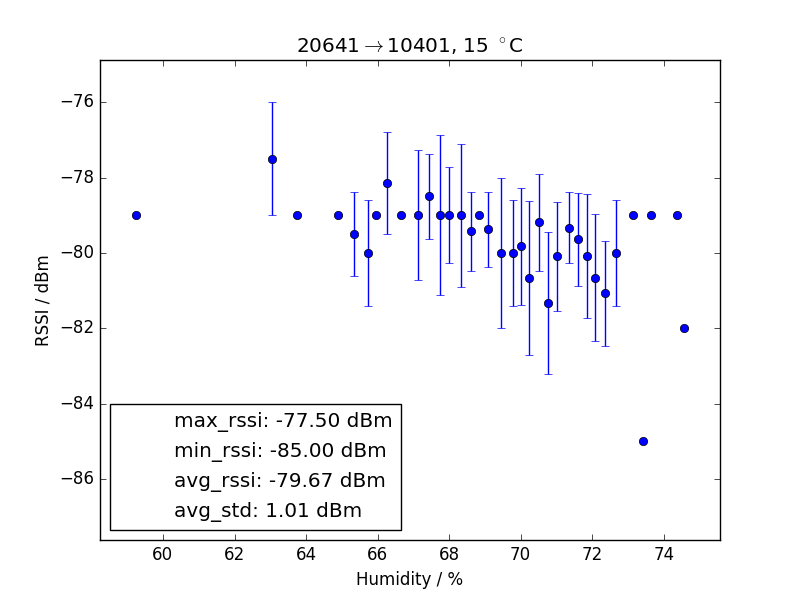 20641→10401, 15 °C
−76
−78
−80
−82
−84
−86
RSSI / dBm
max_rssi: -77.50 dBm
min_rssi: -85.00 dBm
avg_rssi: -79.67 dBm
avg_std: 1.01 dBm
60 62 64 66 68 70 72 74
Humidity / %